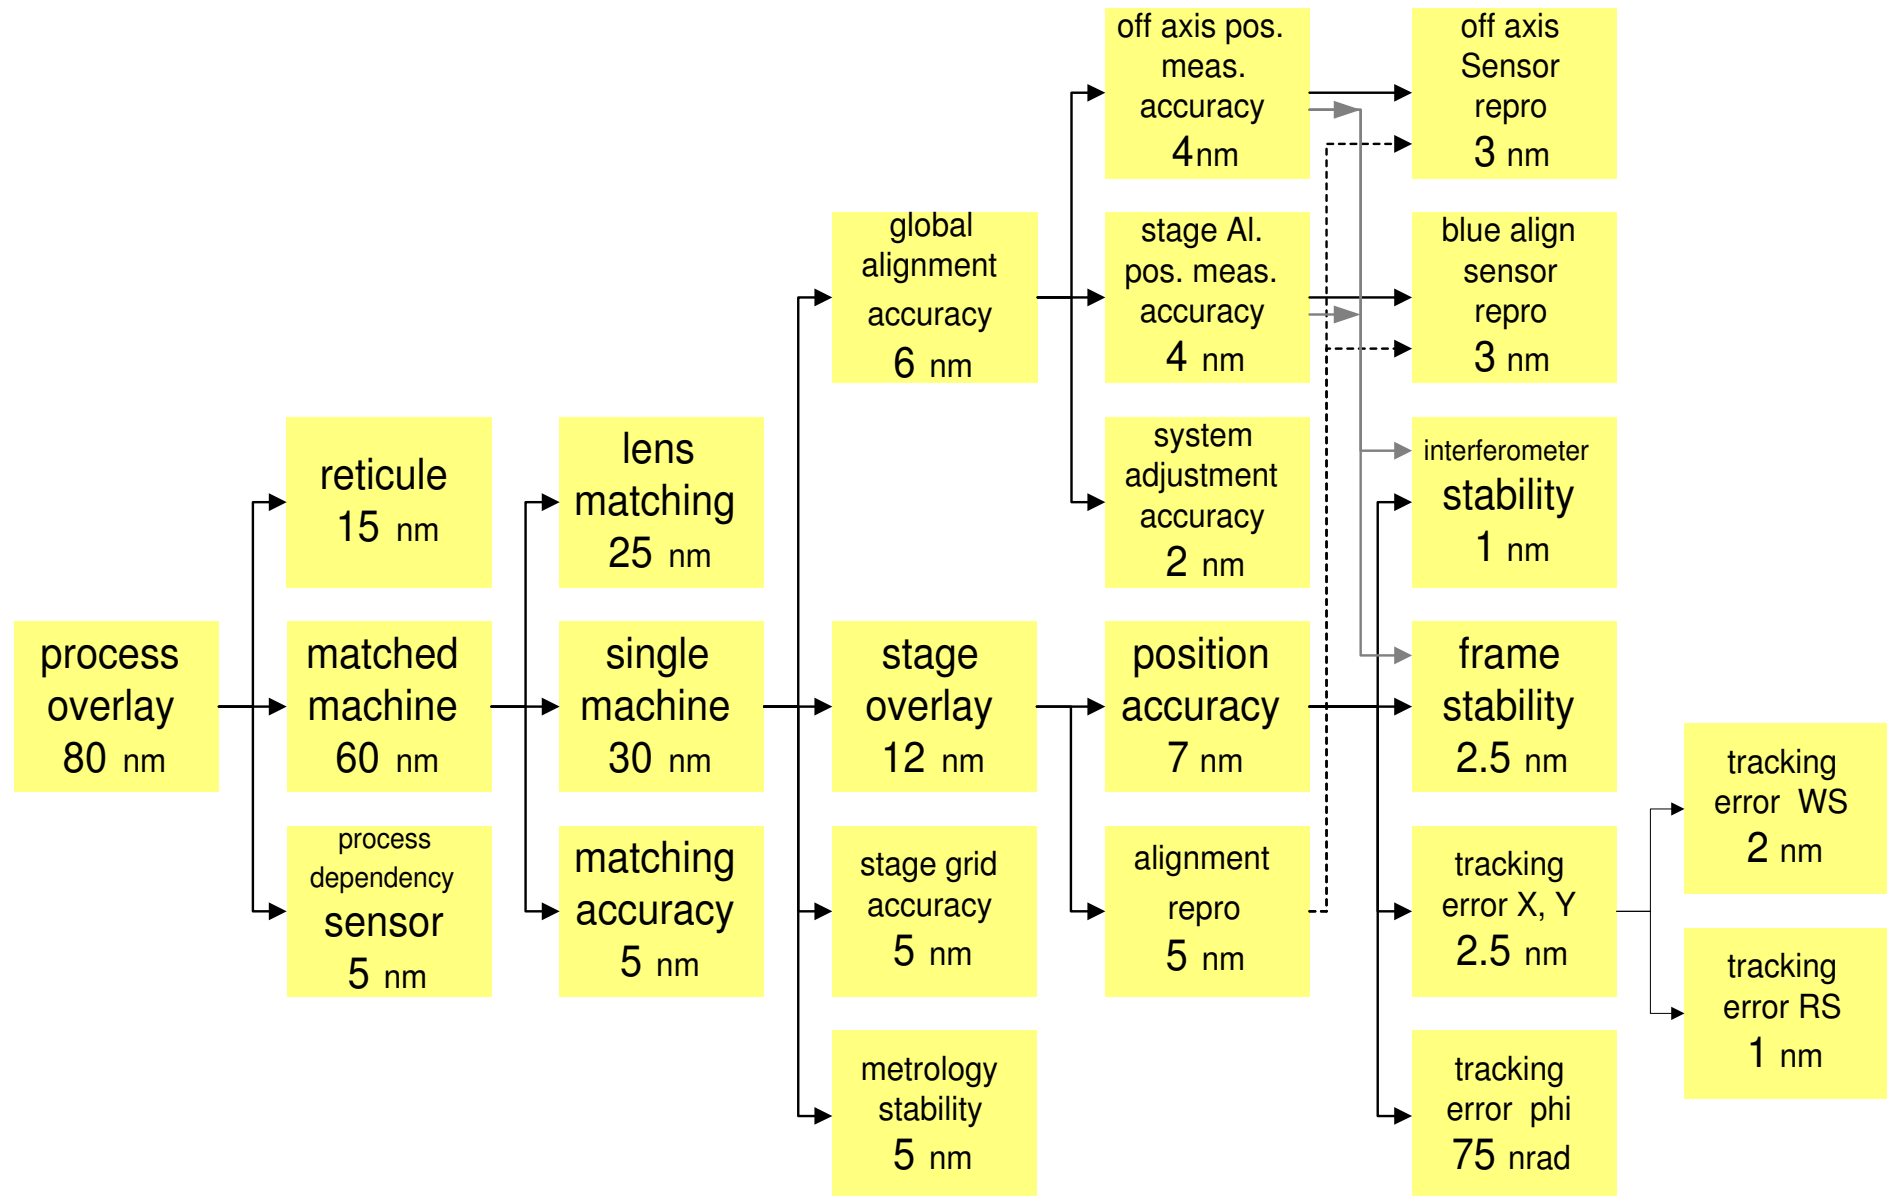 process
overlay
80 nm
reticule
15 nm
matched
machine
60 nm
process
dependency
sensor
5 nm
lens
matching
25 nm
single
machine
30 nm
matching
accuracy
5 nm
global
alignment
accuracy
6 nm
stage
overlay
12 nm
stage grid
accuracy
5 nm
metrology
stability
5 nm
off axis pos.
meas.
accuracy
4nm
stage Al.
pos. meas.
accuracy
4 nm
system
adjustment
accuracy
2 nm
position
accuracy
7 nm
alignment
repro
5 nm
off axis
Sensor
repro
3 nm
blue align
sensor
repro
3 nm
interferometer
stability
1 nm
frame
stability
2.5 nm
tracking
error X, Y
2.5 nm
tracking
error phi
75 nrad
tracking
error WS
2 nm
tracking
error RS
1 nm